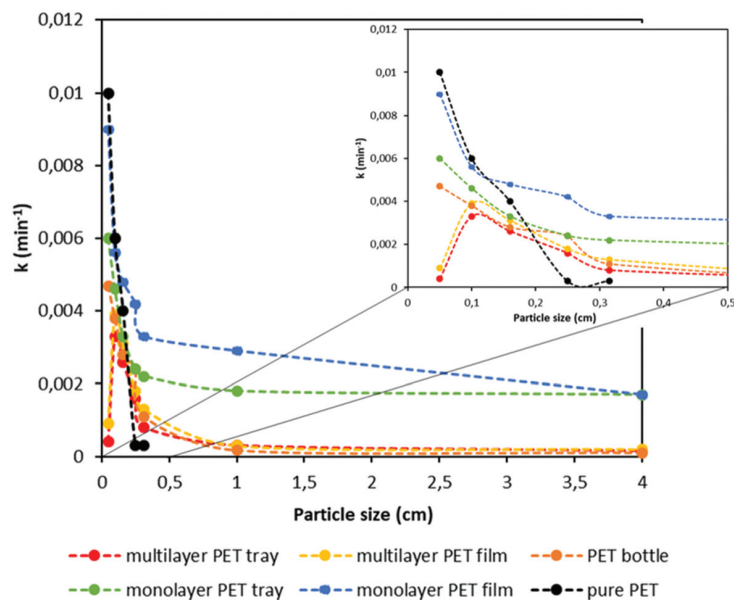 0,012
0,01
0,008
0,006
0,004
0,002
0
k (min⁻¹)
0 0,5 1 1,5 2 2,5 3 3,5 4
Particle size (cm)
0,012
0,01
0,008
0,006
0,004
0,002
0
k (min⁻¹)
0 0,1 0,2 0,3 0,4 0,5
Particle size (cm)
multilayer PET tray multilayer PET film PET bottle
monolayer PET tray monolayer PET film pure PET